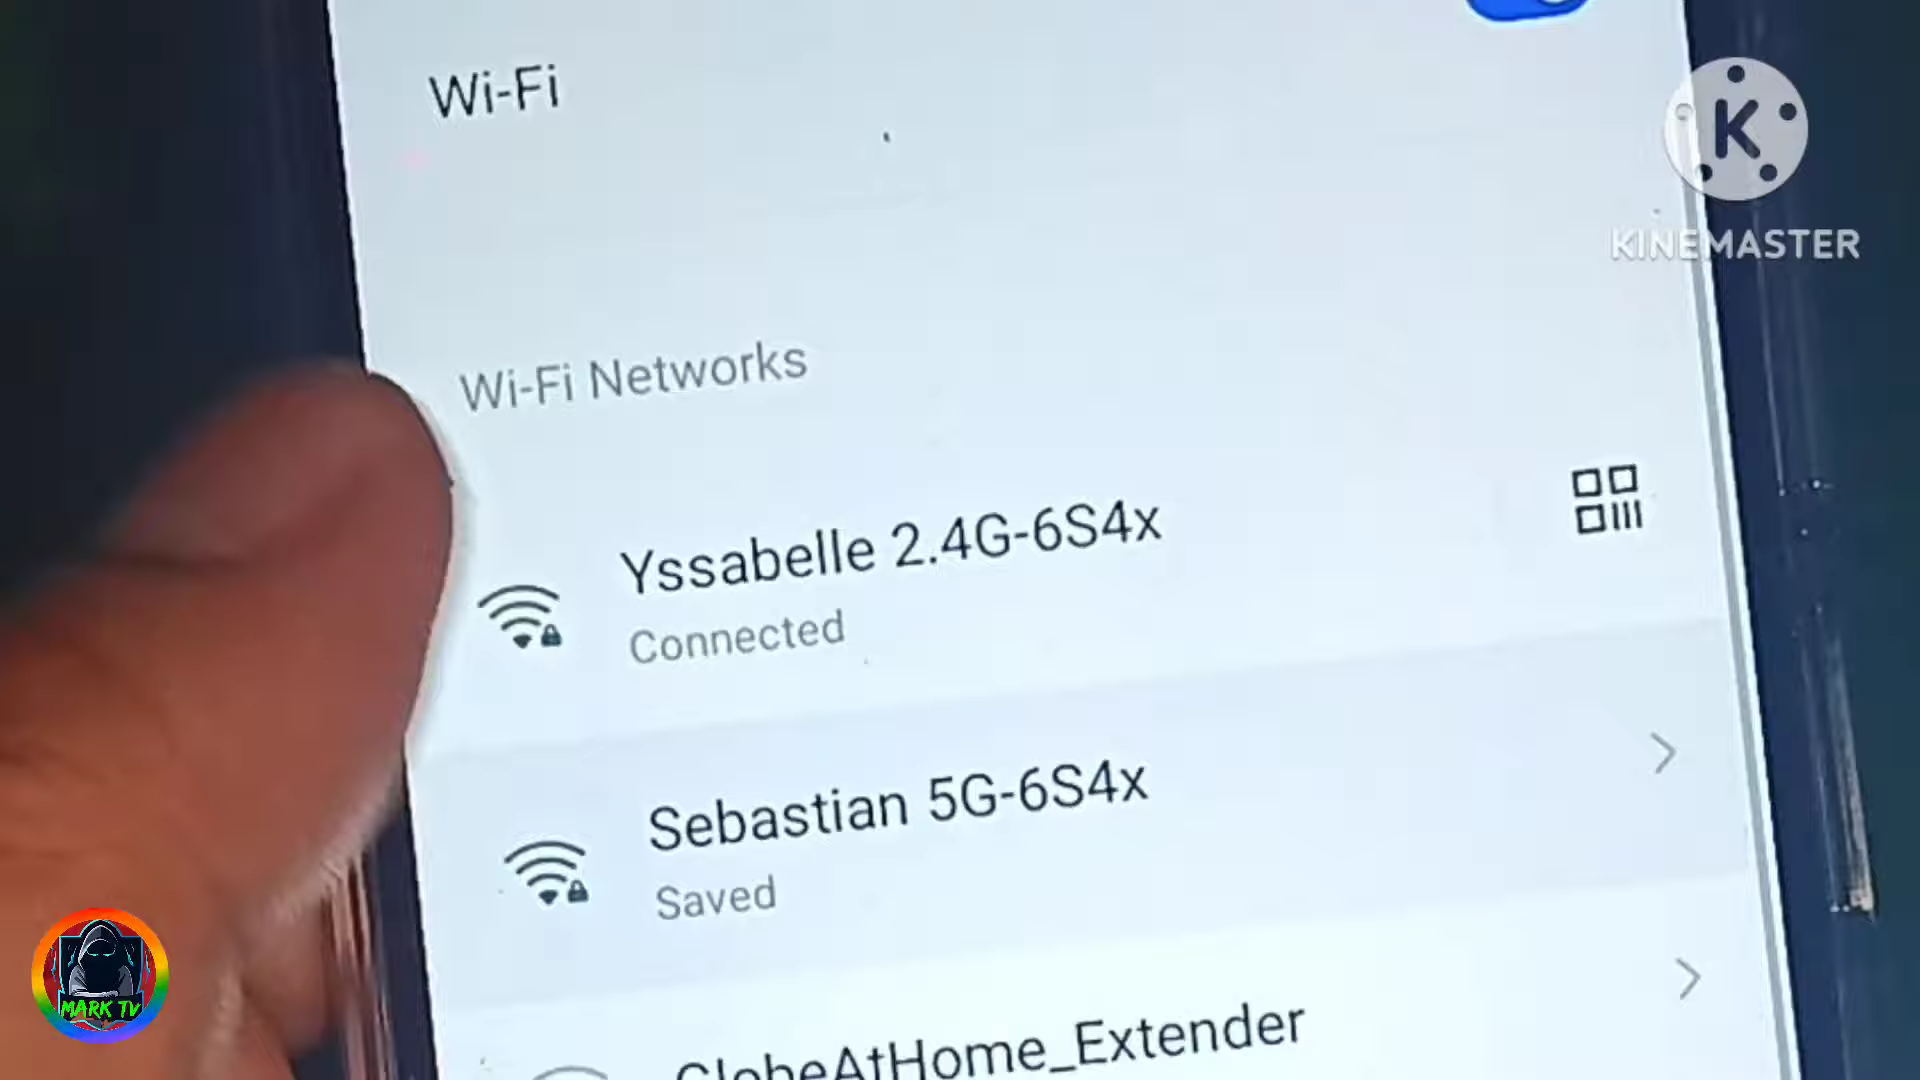 Wi-Fi
KINEMASTER
Wi-Fi Networks
Yssabelle 2.4G-6S4x
Connected
Sebastian 5G-6S4x
Saved
GlobeAtHome_Extender
MARK TV